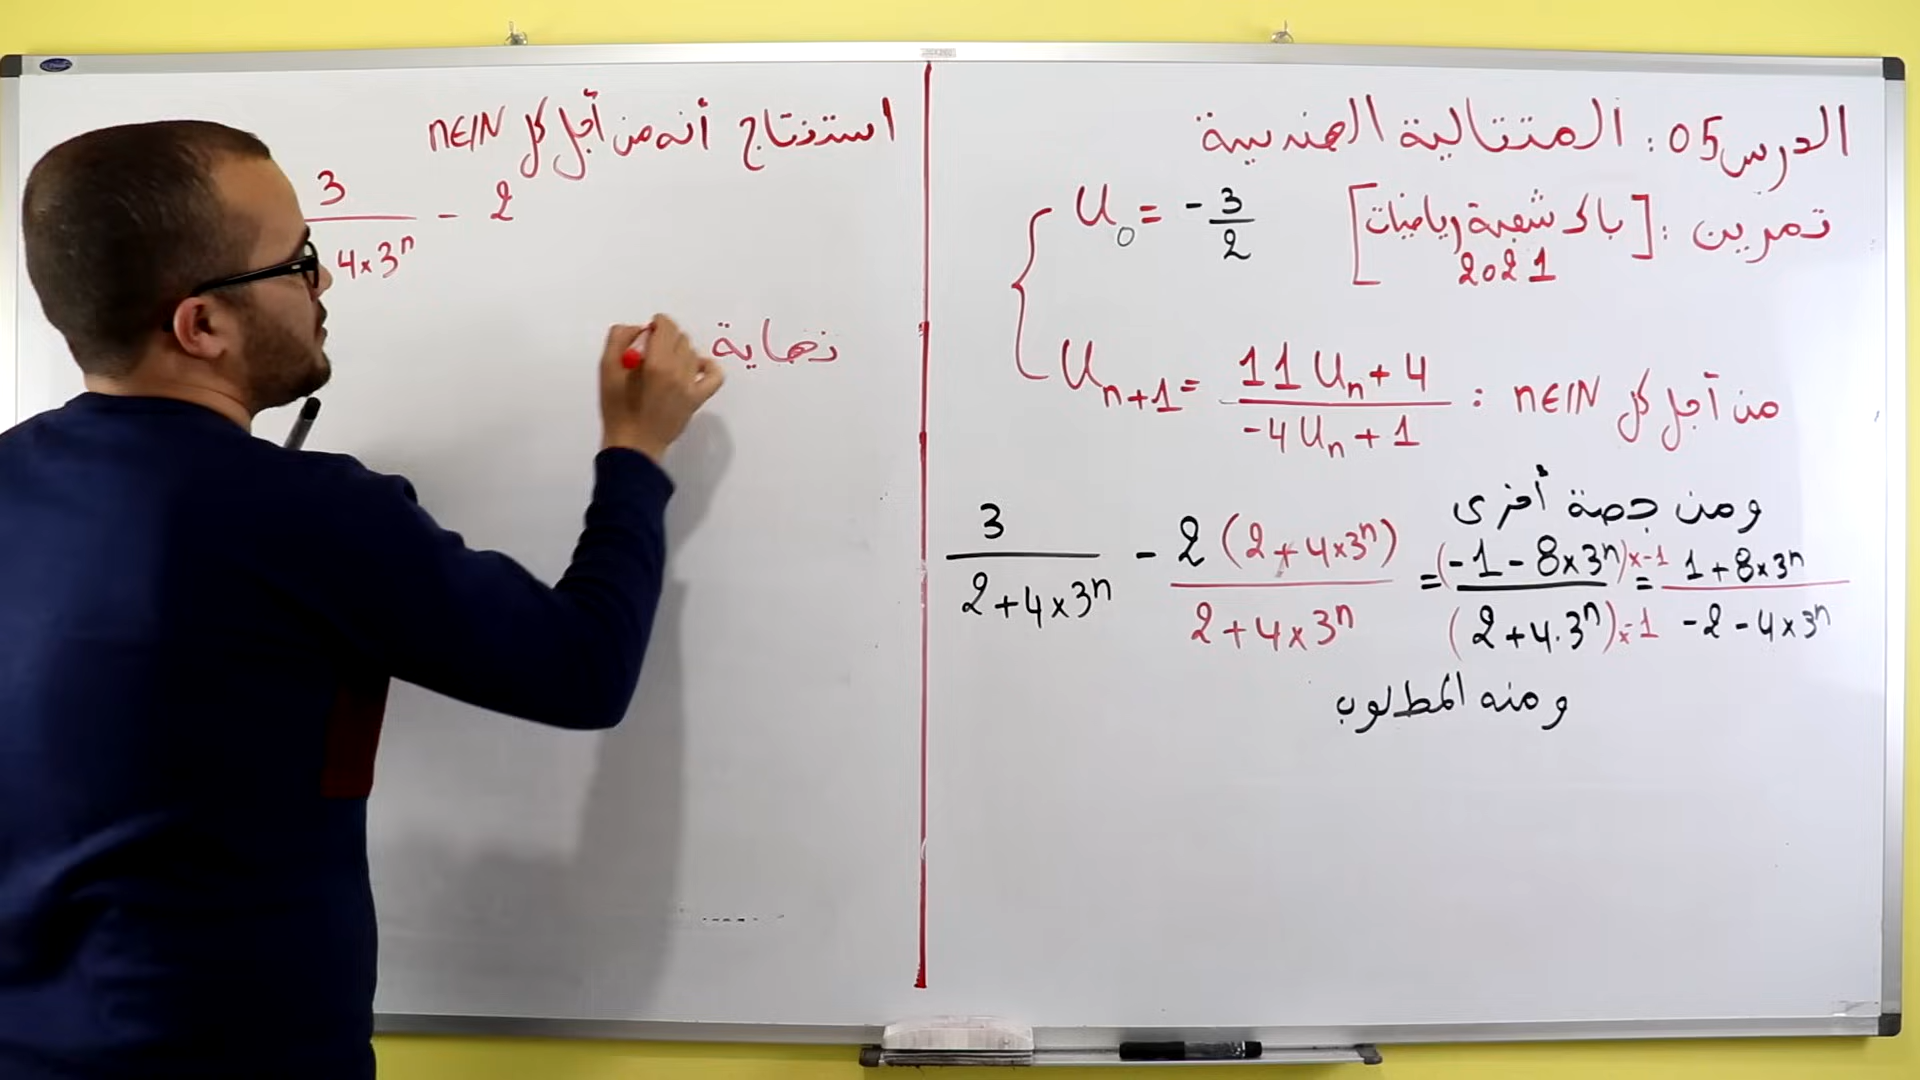 الدرس 05: المتتالية الهندسية
تمرين: [باك شعبة رياضيات 2021]
U₀ = -3/2
من أجل كل n∈ℕ : Uₙ₊₁ = (11Uₙ + 4)/(-4Uₙ + 1)
ومن جهة أخرى
3/(2+4×3ⁿ) - 2(2+4×3ⁿ)/(2+4×3ⁿ) = (-1-8×3ⁿ)×-1/(2+4.3ⁿ)×-1 = (1+8×3ⁿ)/(-2-4×3ⁿ)
ومنه المطلوب
استنتاج أنه من أجل كل n∈ℕ
3/(4×3ⁿ) - 2
نهاية